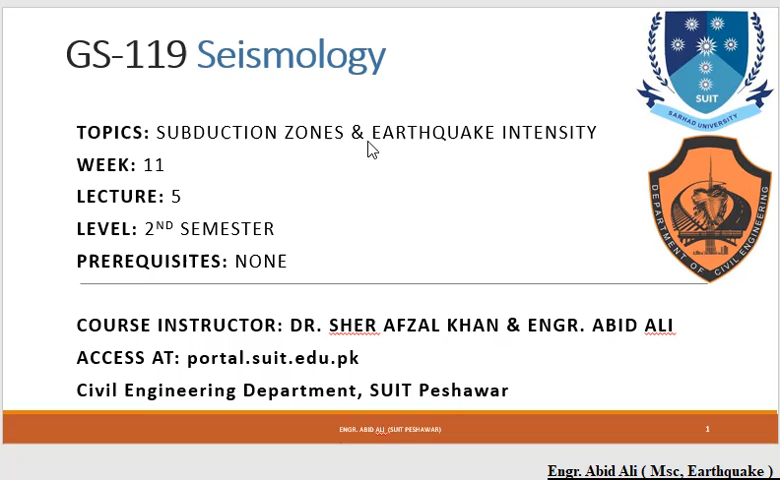 GS-119 Seismology
SUIT
SARHAD UNIVERSITY
TOPICS: SUBDUCTION ZONES & EARTHQUAKE INTENSITY
WEEK: 11
LECTURE: 5
LEVEL: 2ND SEMESTER
PREREQUISITES: NONE
DEPARTMENT OF CIVIL ENGINEERING
COURSE INSTRUCTOR: DR. SHER AFZAL KHAN & ENGR. ABID ALI
ACCESS AT: portal.suit.edu.pk
Civil Engineering Department, SUIT Peshawar
ENGR. ABID ALI (SUIT PESHAWAR)
1
Engr. Abid Ali ( Msc, Earthquake )